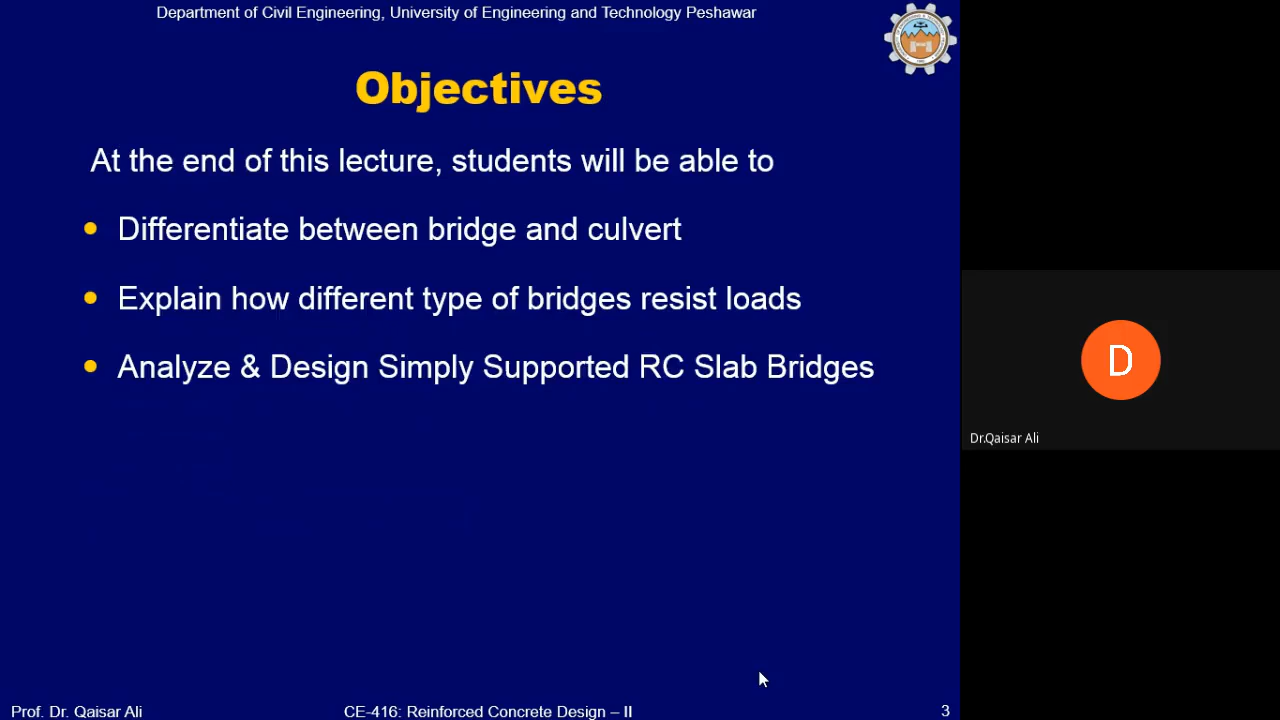 Department of Civil Engineering, University of Engineering and Technology Peshawar
Objectives
At the end of this lecture, students will be able to
Differentiate between bridge and culvert
Explain how different type of bridges resist loads
Analyze & Design Simply Supported RC Slab Bridges
D
Dr.Qaisar Ali
Prof. Dr. Qaisar Ali
CE-416: Reinforced Concrete Design – II
3